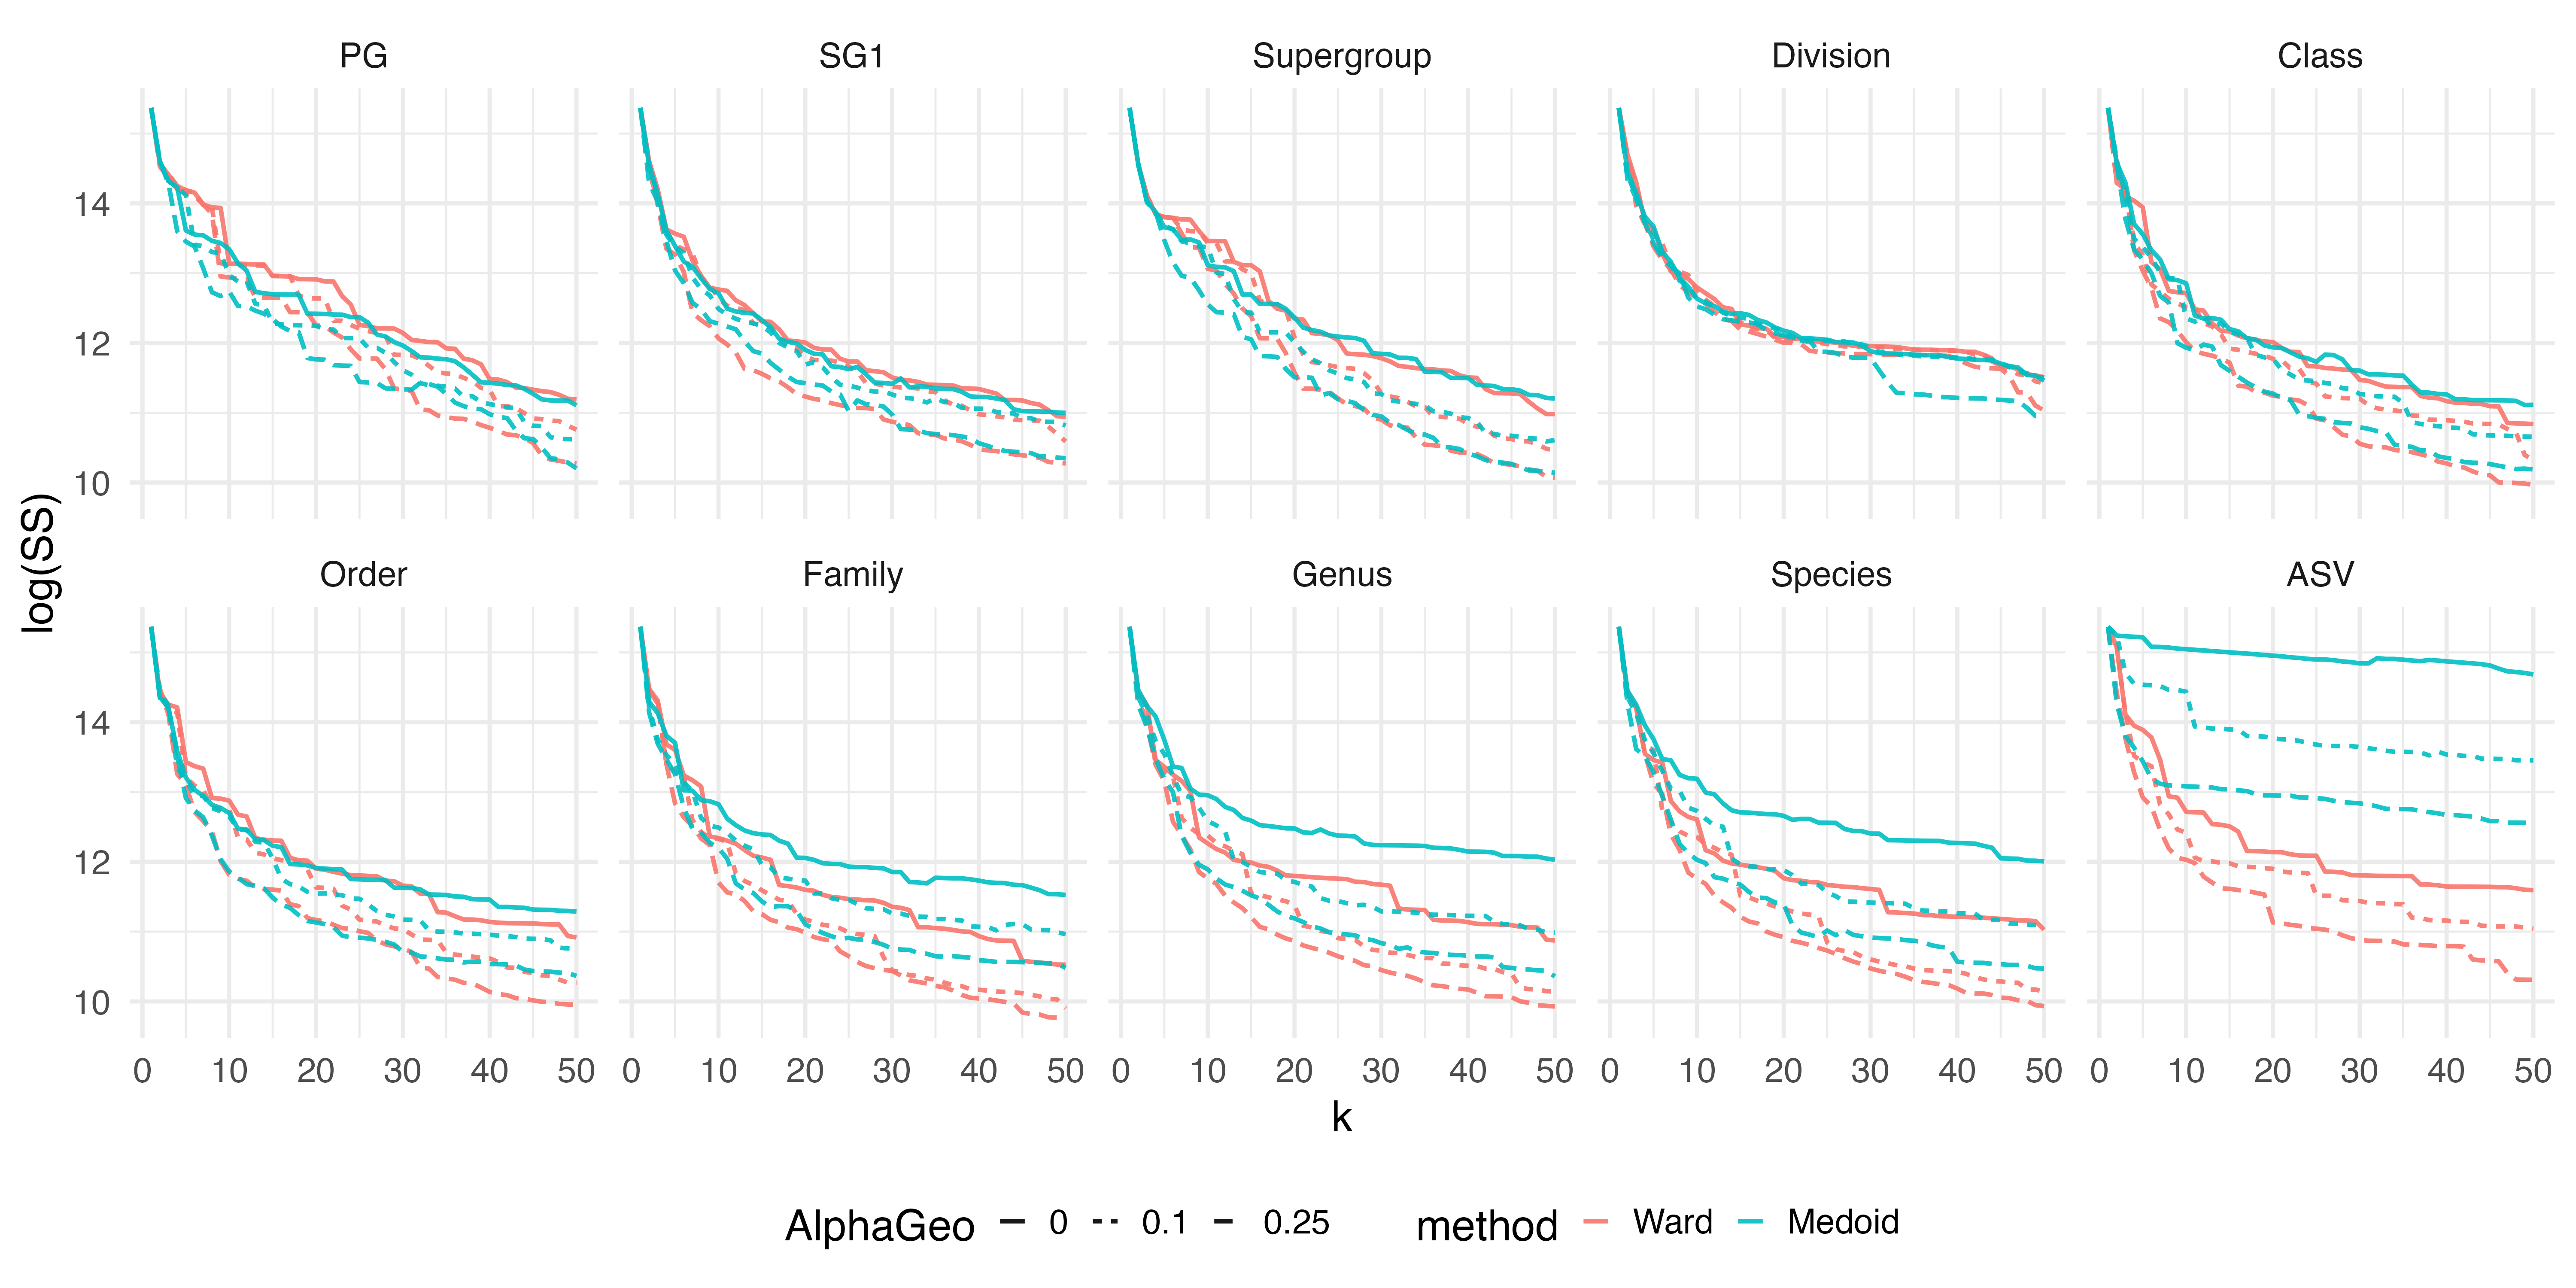 PG SG1 Supergroup Division Class
14
12
10
log(SS)
Order Family Genus Species ASV
14
12
10
0 10 20 30 40 50 0 10 20 30 40 50 0 10 20 30 40 50 0 10 20 30 40 50 0 10 20 30 40 50
k
AlphaGeo 0 0.1 0.25 method Ward Medoid